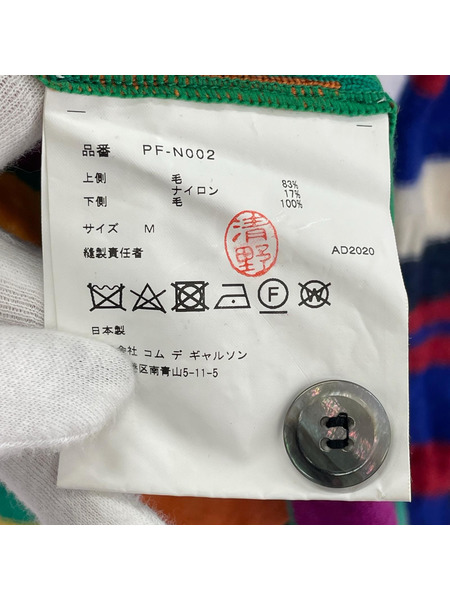 品番 PF-N002
上側 毛 83%
ナイロン 17%
下側 毛 100%
サイズ M
清野
縫製責任者 AD2020
F
W
日本製
会社 コム デ ギャルソン
区南青山5-11-5